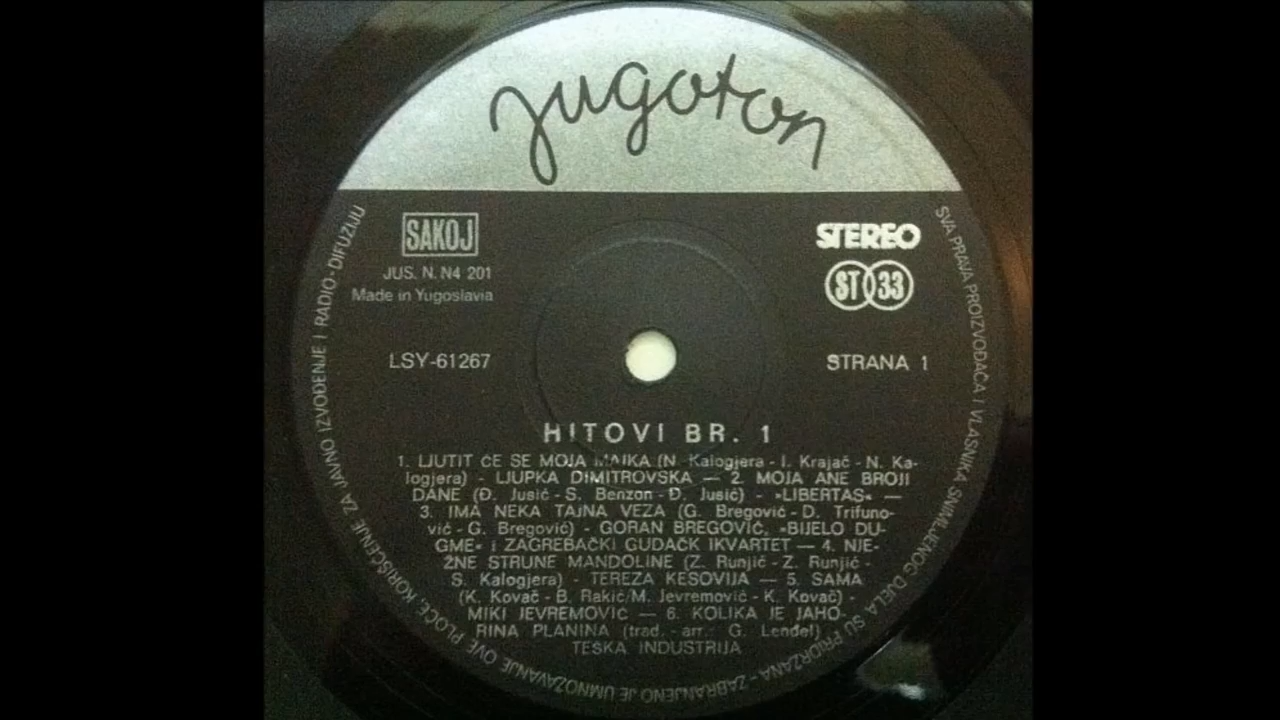 jugoton
SAKOJ
JUS. N. N4 201
Made in Yugoslavia
STEREO
ST 33
LSY-61267
STRANA 1
HITOVI BR. 1
1. LJUTIT ĆE SE MOJA MAJKA (N. Kalogjera - I. Krajač - N. Ka-
logjera) - LJUPKA DIMITROVSKA — 2. MOJA ANE BROJI
DANE (Đ. Jusić - S. Benzon - Đ. Jusić) - »LIBERTAS« —
3. IMA NEKA TAJNA VEZA (G. Bregović - D. Trifuno-
vić - G. Bregović) - GORAN BREGOVIĆ, »BIJELO DU-
GME« i ZAGREBAČKI GUDAČK IKVARTET — 4. NJE-
ŽNE STRUNE MANDOLINE (Z. Runjić - Z. Runjić -
S. Kalogjera) - TEREZA KESOVIJA — 5. SAMA
(K. Kovač - B. Rakić/M. Jevremović - K. Kovač) -
MIKI JEVREMOVIĆ — 6. KOLIKA JE JAHO-
RINA PLANINA (trad. - arr.: G. Lenđel)
TEŠKA INDUSTRIJA
SVA PRAVA PROIZVOĐAČA I VLASNIKA SNIMLJENOG DJELA SU PRIDRŽANA - ZABRANJENO JE UMNOŽAVANJE OVE PLOČE, KORIŠĆENJE ZA JAVNO IZVOĐENJE I RADIO-DIFUZIJU